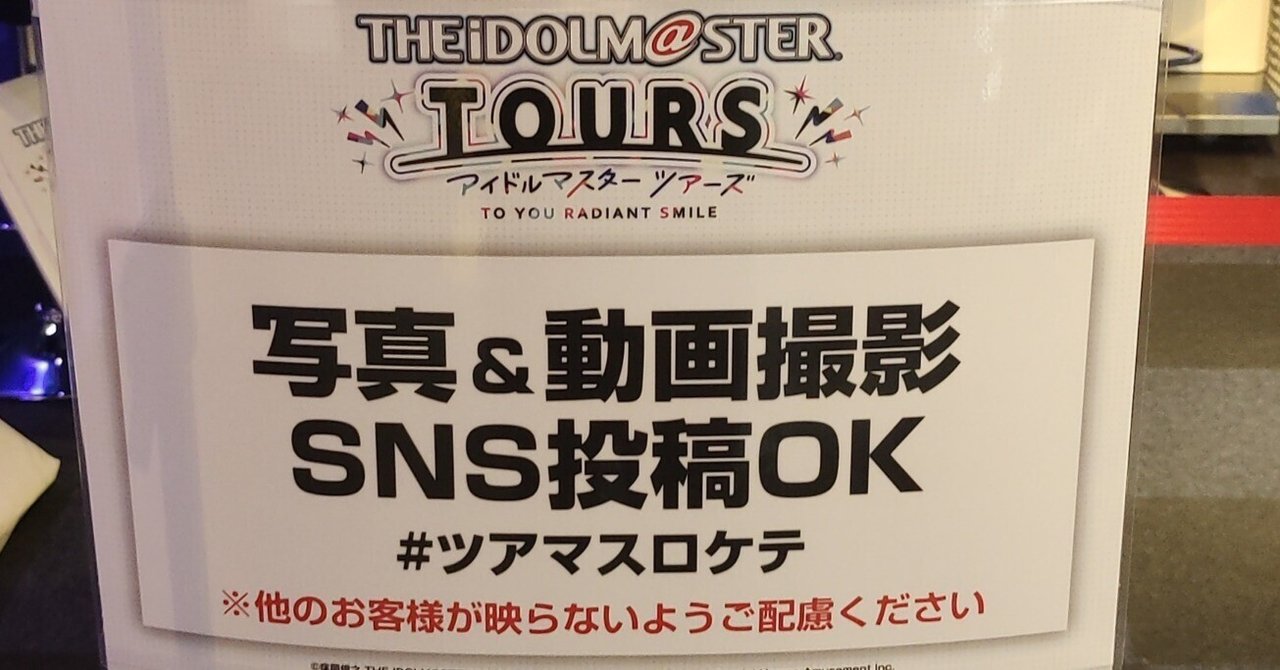 THE iDOLM@STER
TOURS
アイドルマスター ツアーズ
TO YOU RADIANT SMILE
写真&動画撮影
SNS投稿OK
#ツアマスロケテ
※他のお客様が映らないようご配慮ください